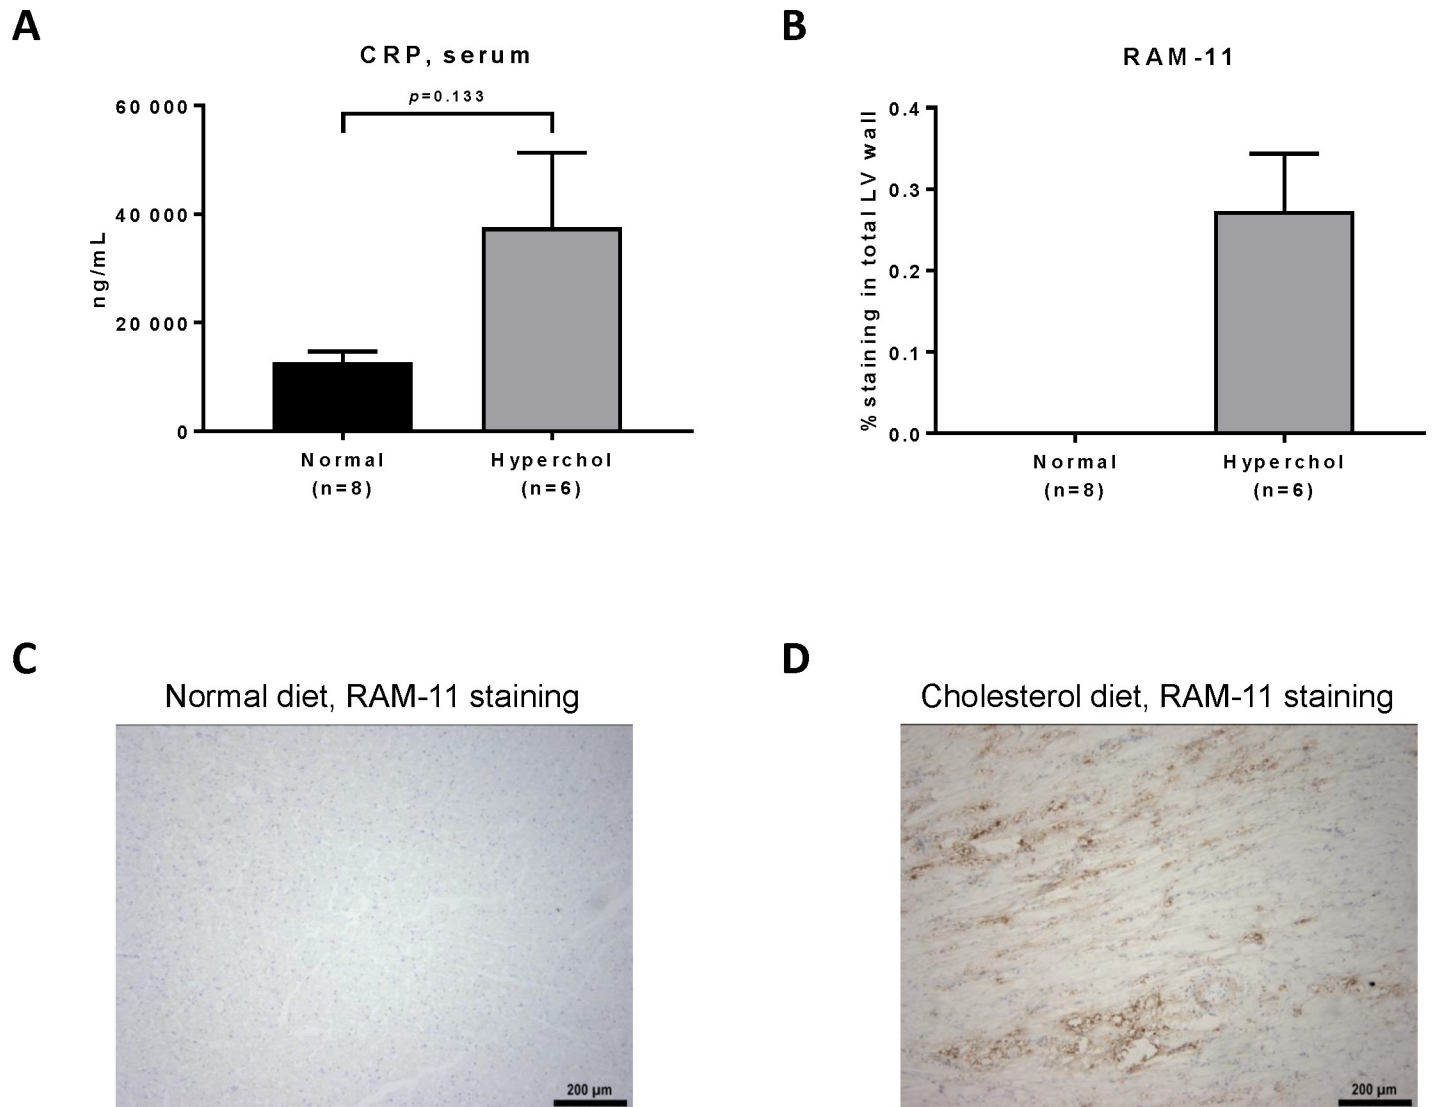 A
CRP, serum
p=0.133
60 000
40 000
20 000
0
ng/mL
Normal
(n=8)
Hyperchol
(n=6)
B
RAM-11
0.4
0.3
0.2
0.1
0.0
% staining in total LV wall
Normal
(n=8)
Hyperchol
(n=6)
C
Normal diet, RAM-11 staining
200 µm
D
Cholesterol diet, RAM-11 staining
200 µm